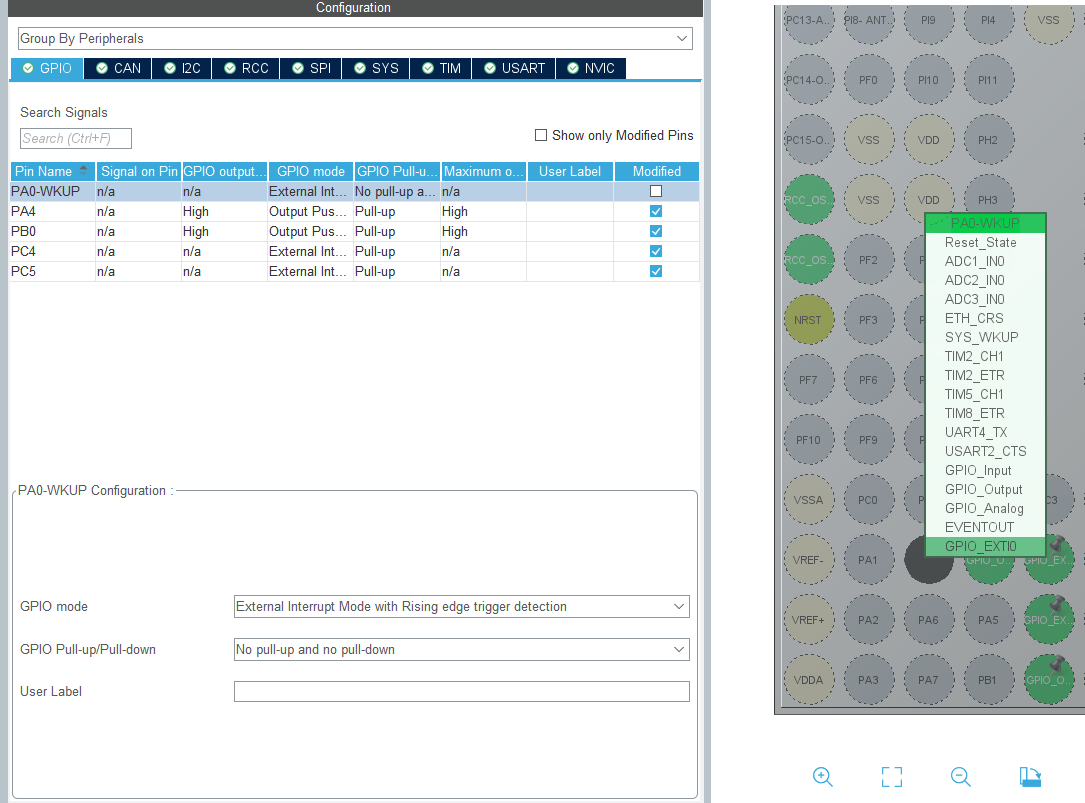 Configuration
Group By Peripherals
GPIO CAN I2C RCC SPI SYS TIM USART NVIC
Search Signals
Search (Ctrl+F)
Show only Modified Pins
Pin Name Signal on Pin GPIO output... GPIO mode GPIO Pull-u... Maximum o... User Label Modified
PA0-WKUP n/a n/a External Int... No pull-up a... n/a
PA4 n/a High Output Pus... Pull-up High
PB0 n/a High Output Pus... Pull-up High
PC4 n/a n/a External Int... Pull-up n/a
PC5 n/a n/a External Int... Pull-up n/a
PA0-WKUP Configuration :
GPIO mode External Interrupt Mode with Rising edge trigger detection
GPIO Pull-up/Pull-down No pull-up and no pull-down
User Label
PC13-A... PI8- ANT... PI9 PI4 VSS
PC14-O... PF0 PI10 PI11
PC15-O... VSS VDD PH2
RCC_OS... VSS VDD PH3
RCC_OS... PF2
NRST PF3
PF7 PF6
PF10 PF9
VSSA PC0
VREF- PA1 GPIO_O... GPIO_EX...
VREF+ PA2 PA6 PA5 GPIO_EX...
VDDA PA3 PA7 PB1 GPIO_O...
PA0-WKUP
Reset_State
ADC1_IN0
ADC2_IN0
ADC3_IN0
ETH_CRS
SYS_WKUP
TIM2_CH1
TIM2_ETR
TIM5_CH1
TIM8_ETR
UART4_TX
USART2_CTS
GPIO_Input
GPIO_Output
GPIO_Analog
EVENTOUT
GPIO_EXTI0